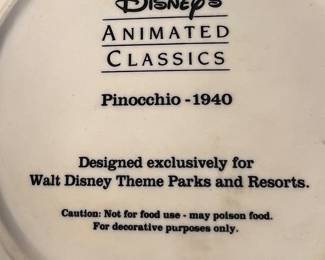 Disney's
ANIMATED
CLASSICS
Pinocchio - 1940
Designed exclusively for
Walt Disney Theme Parks and Resorts.
Caution: Not for food use - may poison food.
For decorative purposes only.